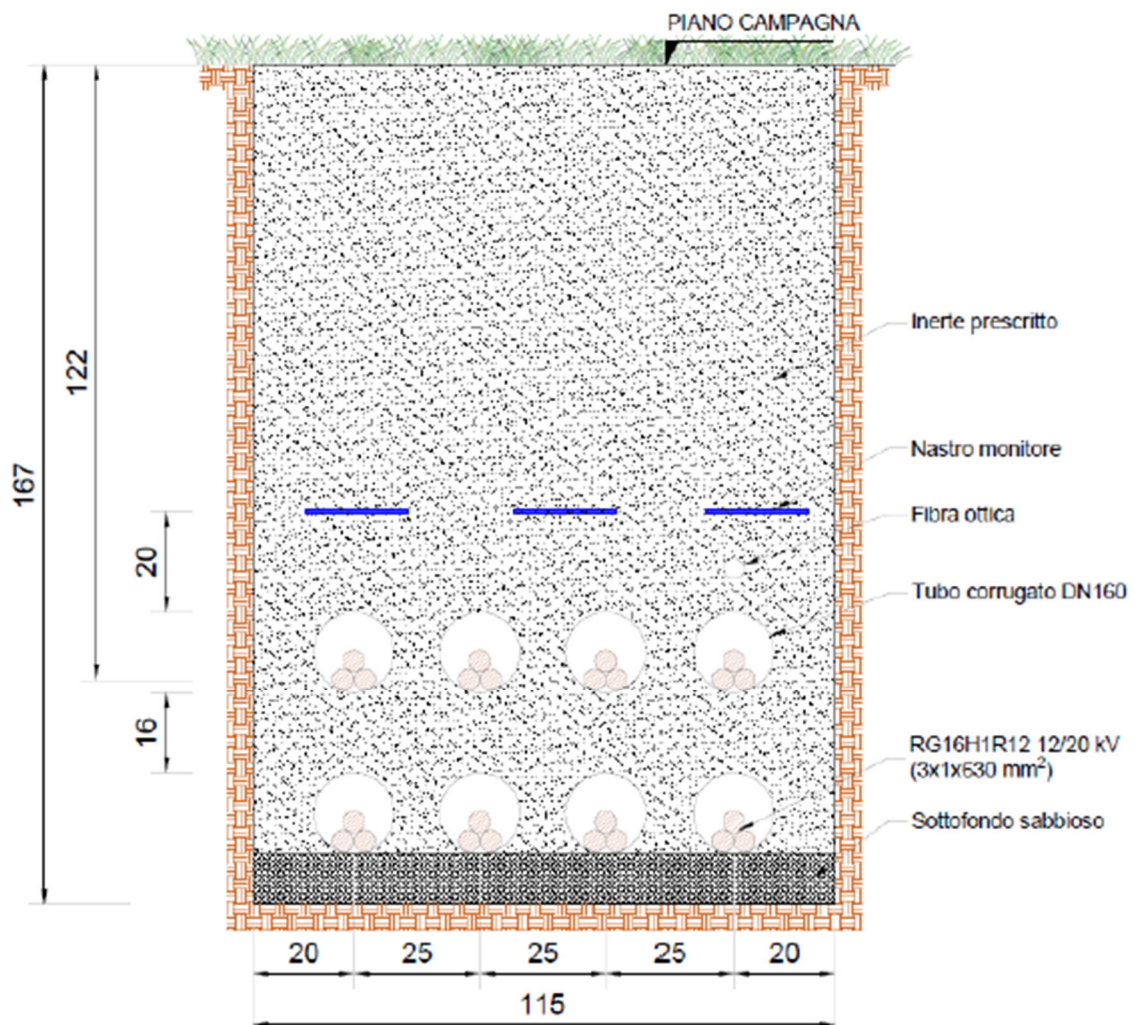 PIANO CAMPAGNA
Inerte prescritto
122
Nastro monitore
167
Fibra ottica
20
Tubo corrugato DN160
16
RG16H1R12 12/20 kV
(3x1x630 mm²)
Sottofondo sabbioso
20 25 25 25 20
115